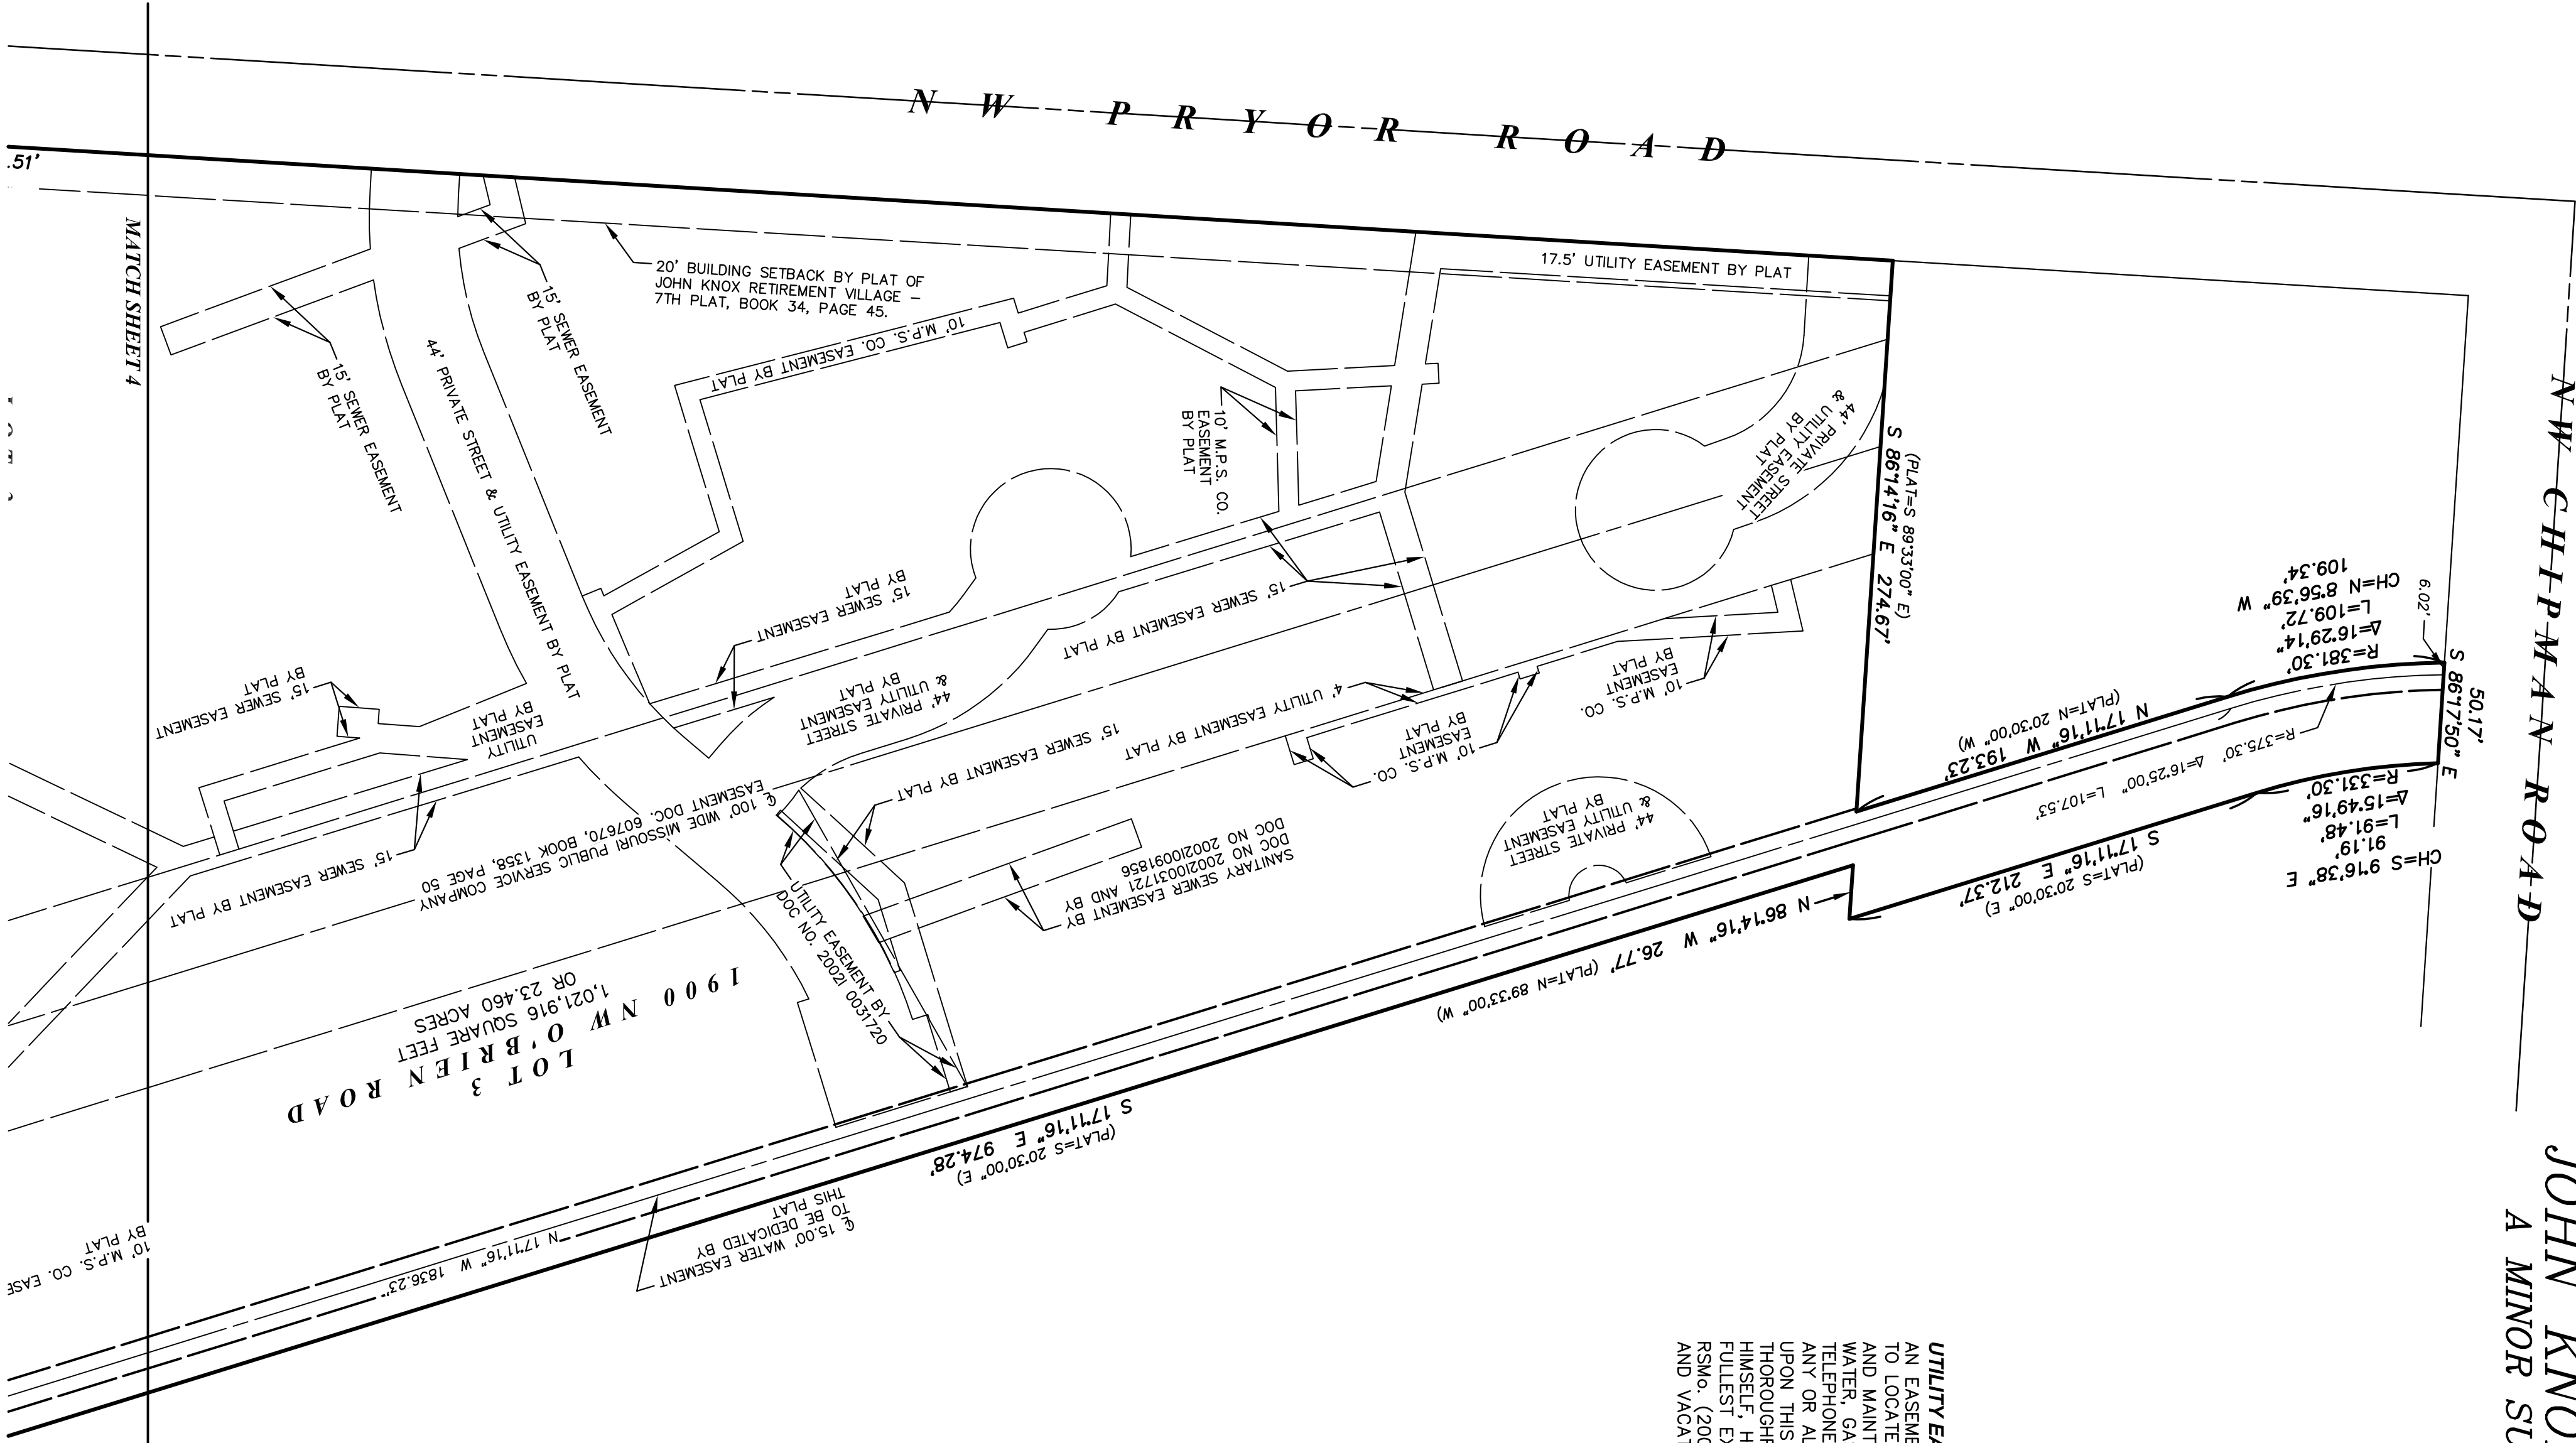 N W P R Y O R R O A D
.51'
MATCH SHEET 4
20' BUILDING SETBACK BY PLAT OF
JOHN KNOX RETIREMENT VILLAGE –
7TH PLAT, BOOK 34, PAGE 45.
17.5' UTILITY EASEMENT BY PLAT
15' SEWER EASEMENT
BY PLAT
15' SEWER EASEMENT
BY PLAT
44' PRIVATE STREET & UTILITY EASEMENT BY PLAT
10' M.P.S. CO. EASEMENT BY PLAT
10' M.P.S. CO.
EASEMENT
BY PLAT
44' PRIVATE STREET
& UTILITY EASEMENT
BY PLAT
(PLAT=S 89°33'00" E)
S 86°14'16" E 274.67'
N W C H I P M A N R O A D
R=381.30'
Δ=16°29'14"
L=109.72'
CH=N 8°56'39" W
109.34'
6.02'
50.17'
S 86°17'50" E
N 17°11'16" W 193.23'
(PLAT=N 20°30'00" W)
R=375.30' Δ=16°25'00" L=107.53'
R=331.30'
Δ=15°49'16"
L=91.48'
91.19'
CH=S 9°16'38" E
S 17°11'16" E 212.37'
(PLAT=S 20°30'00" E)
N 86°14'16" W 26.77' (PLAT=N 89°33'00" W)
15' SEWER EASEMENT
BY PLAT
15' SEWER EASEMENT BY PLAT
10' M.P.S. CO.
EASEMENT
BY PLAT
15' SEWER EASEMENT
BY PLAT
UTILITY
EASEMENT
BY PLAT
44' PRIVATE STREET
& UTILITY EASEMENT
BY PLAT
4' UTILITY EASEMENT BY PLAT
15' SEWER EASEMENT BY PLAT
10' M.P.S. CO.
EASEMENT
BY PLAT
44' PRIVATE STREET
& UTILITY EASEMENT
BY PLAT
15' SEWER EASEMENT BY PLAT
℄ 100' WIDE MISSOURI PUBLIC SERVICE COMPANY
EASEMENT DOC. 607670, BOOK 1358, PAGE 50
SANITARY SEWER EASEMENT BY
DOC NO 2002I0031721 AND BY
DOC NO 2002I0091856
UTILITY EASEMENT BY
DOC NO. 2002I 0031720
LOT 3
1900 NW O'BRIEN ROAD
1,021,916 SQUARE FEET
OR 23.460 ACRES
S 17°11'16" E 974.28'
(PLAT=S 20°30'00" E)
℄ 15.00' WATER EASEMENT
TO BE DEDICATED BY
THIS PLAT
N 17°11'16" W 1836.23'
10' M.P.S. CO. EASE
BY PLAT
JOHN KNO
A MINOR SU
UTILITY EA
AN EASEME
TO LOCATE
AND MAINT
WATER, GA
TELEPHONE
ANY OR AL
UPON THIS
THOROUGHF
HIMSELF, H
FULLEST EX
RSMo. (200
AND VACAT